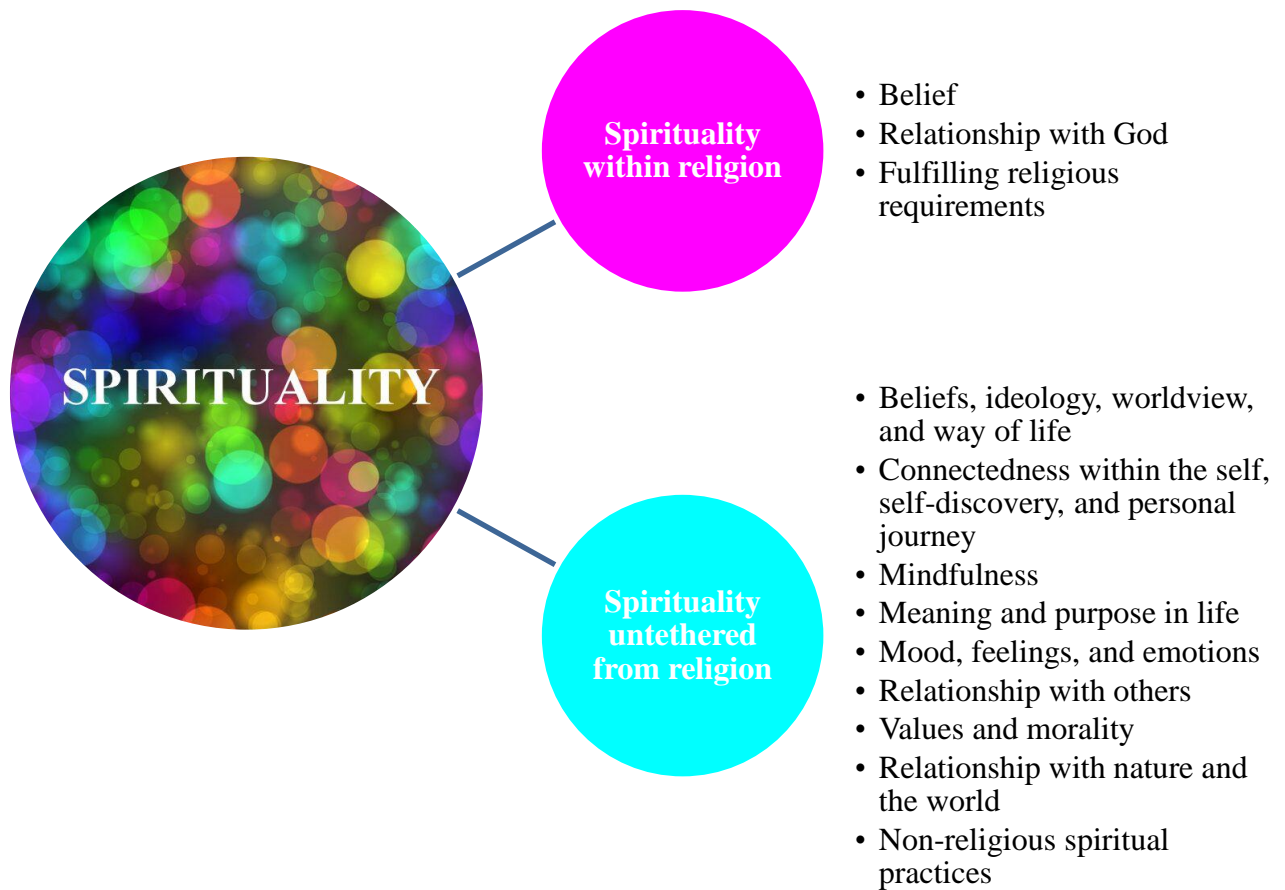 SPIRITUALITY
Spirituality
within religion
• Belief
• Relationship with God
• Fulfilling religious
requirements
Spirituality
untethered
from religion
• Beliefs, ideology, worldview,
and way of life
• Connectedness within the self,
self-discovery, and personal
journey
• Mindfulness
• Meaning and purpose in life
• Mood, feelings, and emotions
• Relationship with others
• Values and morality
• Relationship with nature and
the world
• Non-religious spiritual
practices